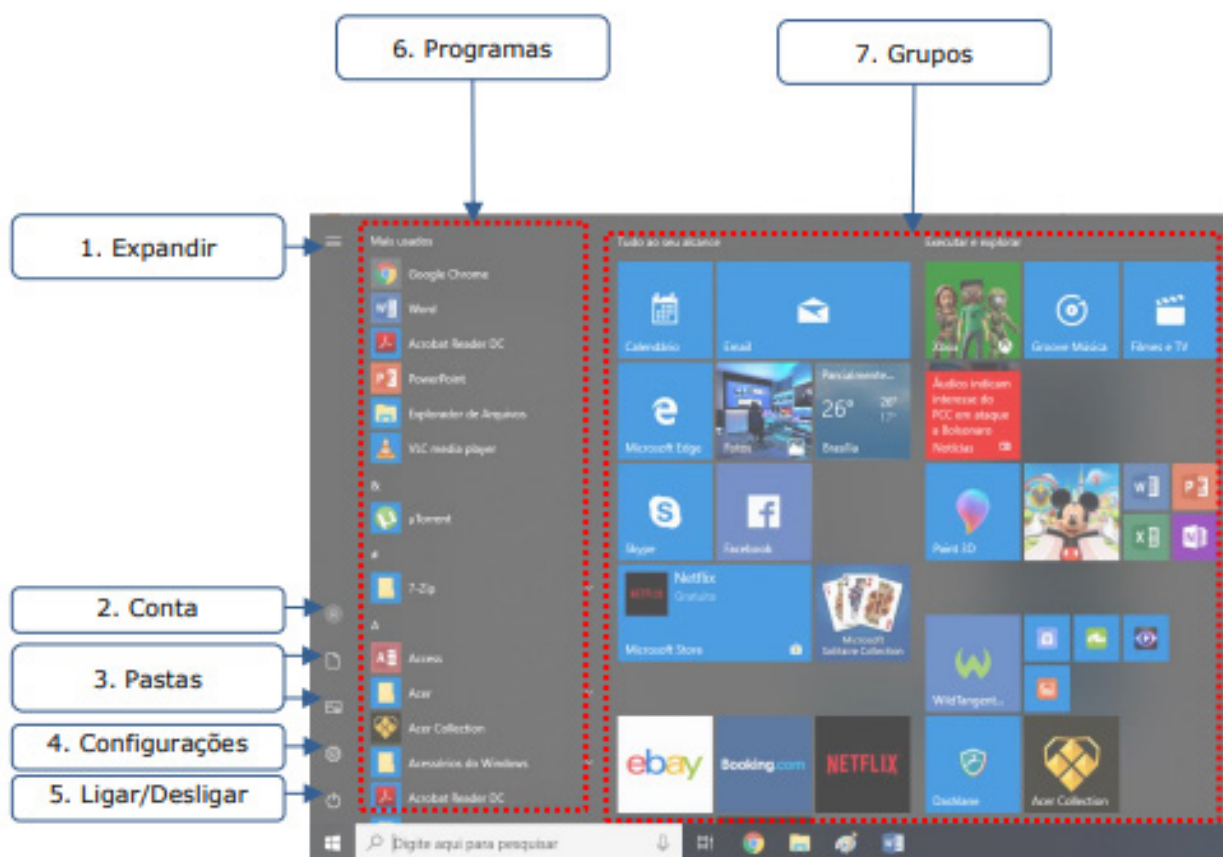 6. Programas
7. Grupos
1. Expandir
2. Conta
3. Pastas
4. Configurações
5. Ligar/Desligar
Mais usados
Google Chrome
Word
Acrobat Reader DC
PowerPoint
Explorador de Arquivos
VLC media player
&
µTorrent
#
7-Zip
A
Access
Acer
Acer Collection
Acessórios do Windows
Acrobat Reader DC
Tudo ao seu alcance
Calendário
Email
Microsoft Edge
Fotos
Parcialmente...
26°
28°
17°
Brasília
Skype
Facebook
Netflix
Gratuito
NETFLIX
Microsoft Store
Microsoft
Solitaire Collection
ebay
Booking.com
NETFLIX
Executar e explorar
Xbox
Groove Música
Filmes e TV
Áudios indicam
interesse do
PCC em ataque
a Bolsonaro
Notícias
Paint 3D
WildTangent...
Dashlane
Acer Collection
Digite aqui para pesquisar